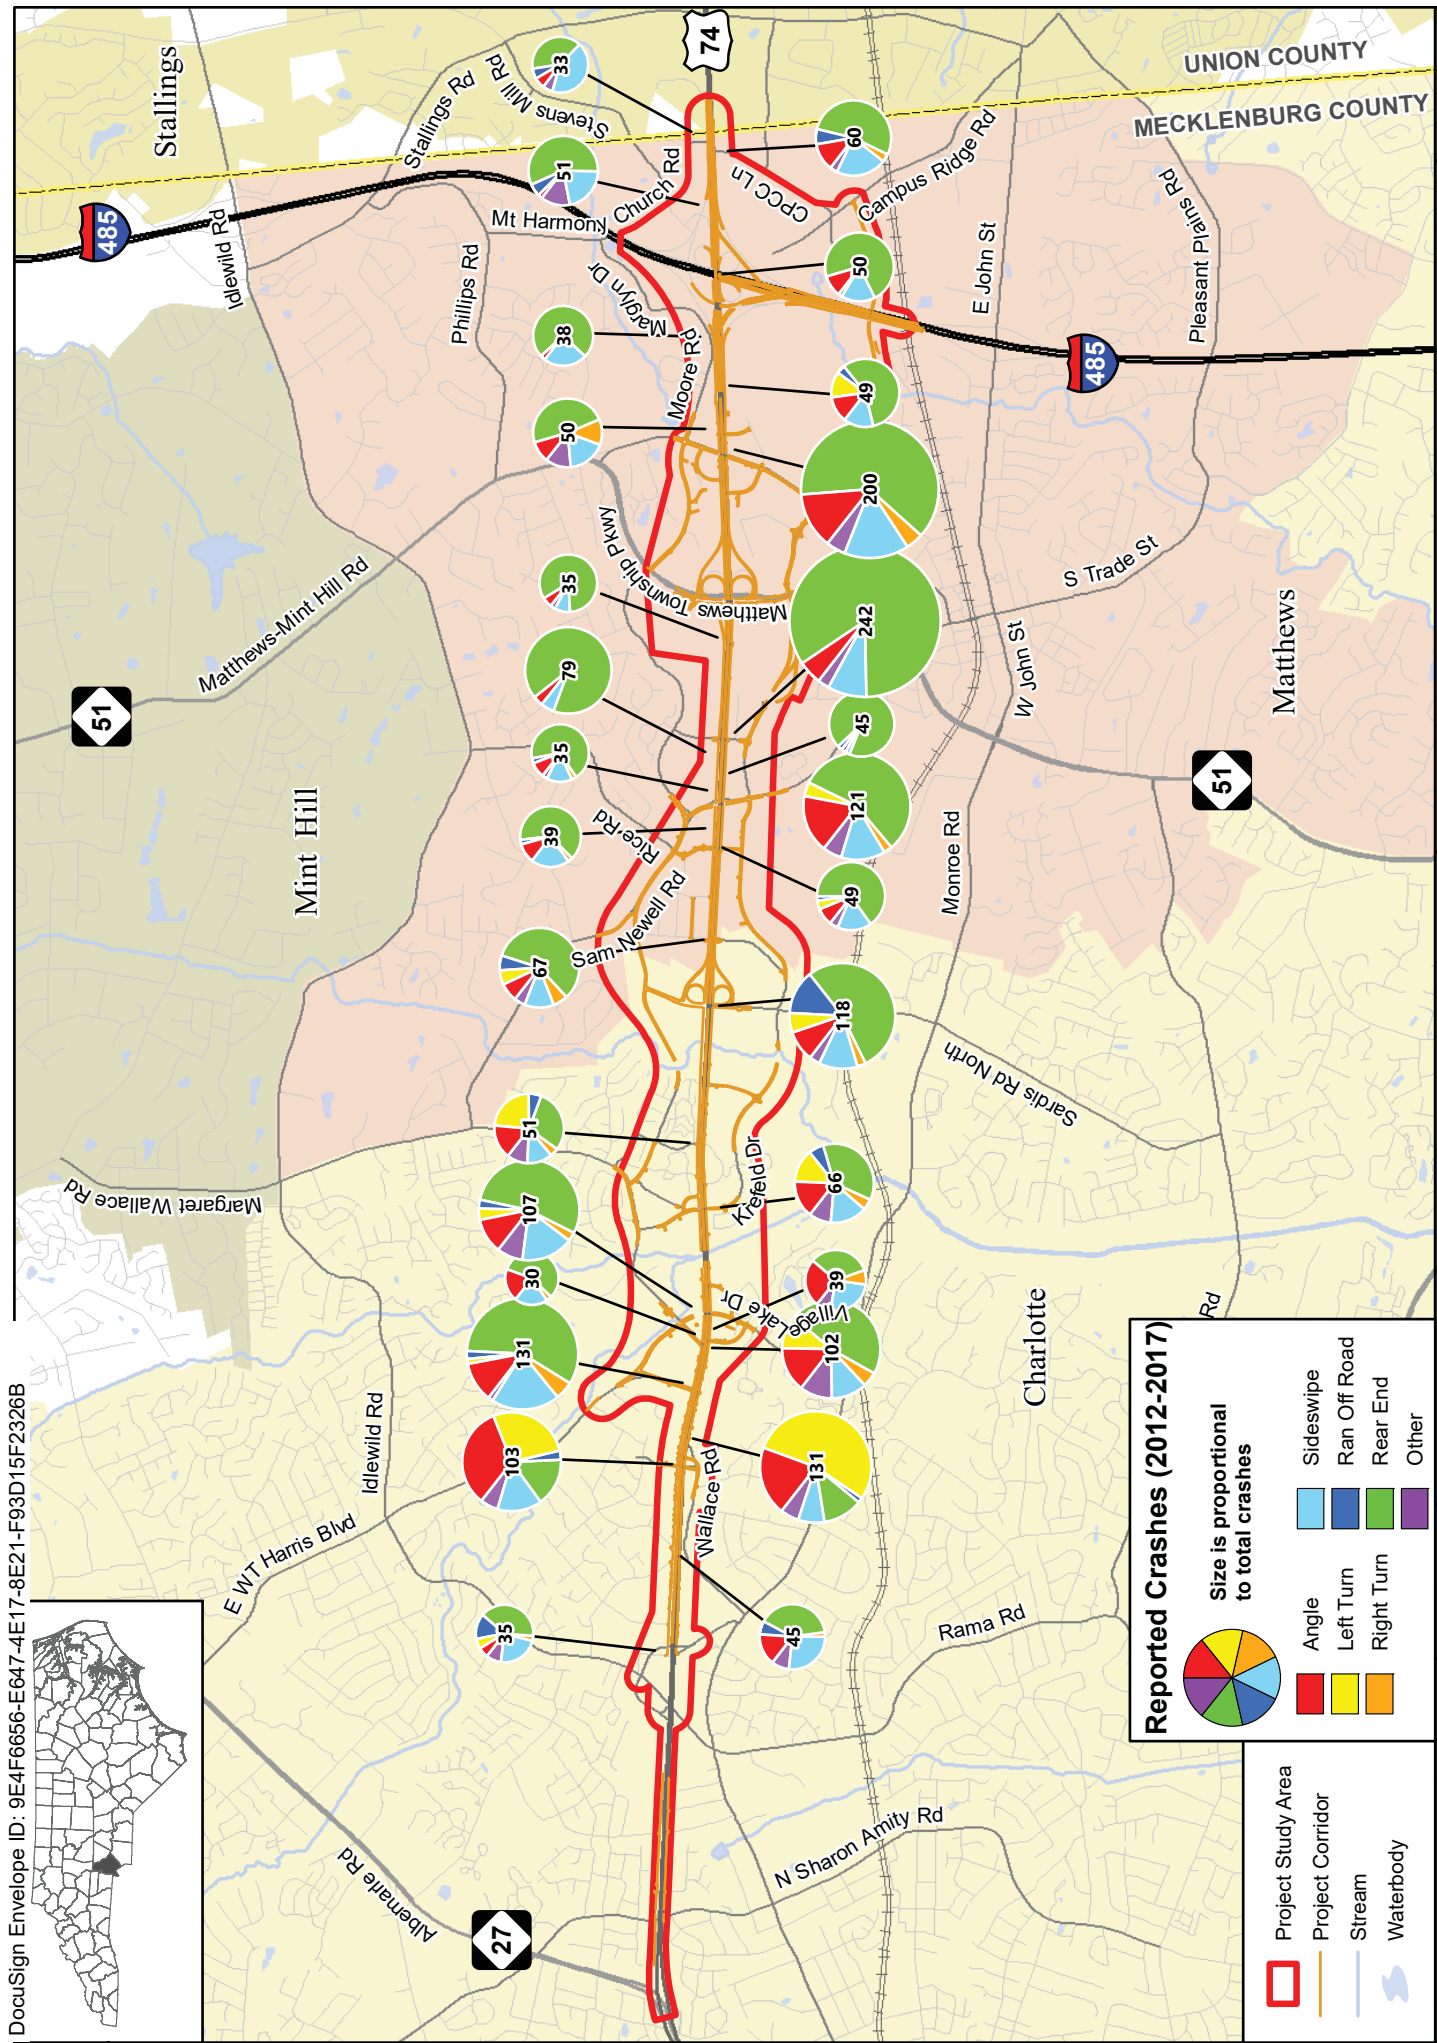 DocuSign Envelope ID: 9E4F6656-E647-4E17-8E21-F93D15F2326B
Stallings
Mint Hill
Matthews
Charlotte
UNION COUNTY
MECKLENBURG COUNTY
Albemarle Rd
27
E WT Harris Blvd
Idlewild Rd
Margaret Wallace Rd
51
Matthews-Mint Hill Rd
Phillips Rd
Idlewild Rd
485
Stallings Rd
Stevens Mill Rd
Mt Harmony Church Rd
Marglyn Dr
Moore Rd
Matthews Township Pkwy
Rice Rd
Sam Newell Rd
74
CPCC Ln
Campus Ridge Rd
E John St
485
Pleasant Plains Rd
S Trade St
W John St
51
Monroe Rd
Sardis Rd North
Krefeld Dr
Village Lake Dr
Wallace Rd
Rama Rd
N Sharon Amity Rd
Rd
35
103
131
30
107
51
67
39
35
79
35
50
38
51
33
45
131
102
39
66
118
49
121
45
242
200
49
50
60
Project Study Area
Project Corridor
Stream
Waterbody
Reported Crashes (2012-2017)
Size is proportional
to total crashes
Angle
Left Turn
Right Turn
Sideswipe
Ran Off Road
Rear End
Other